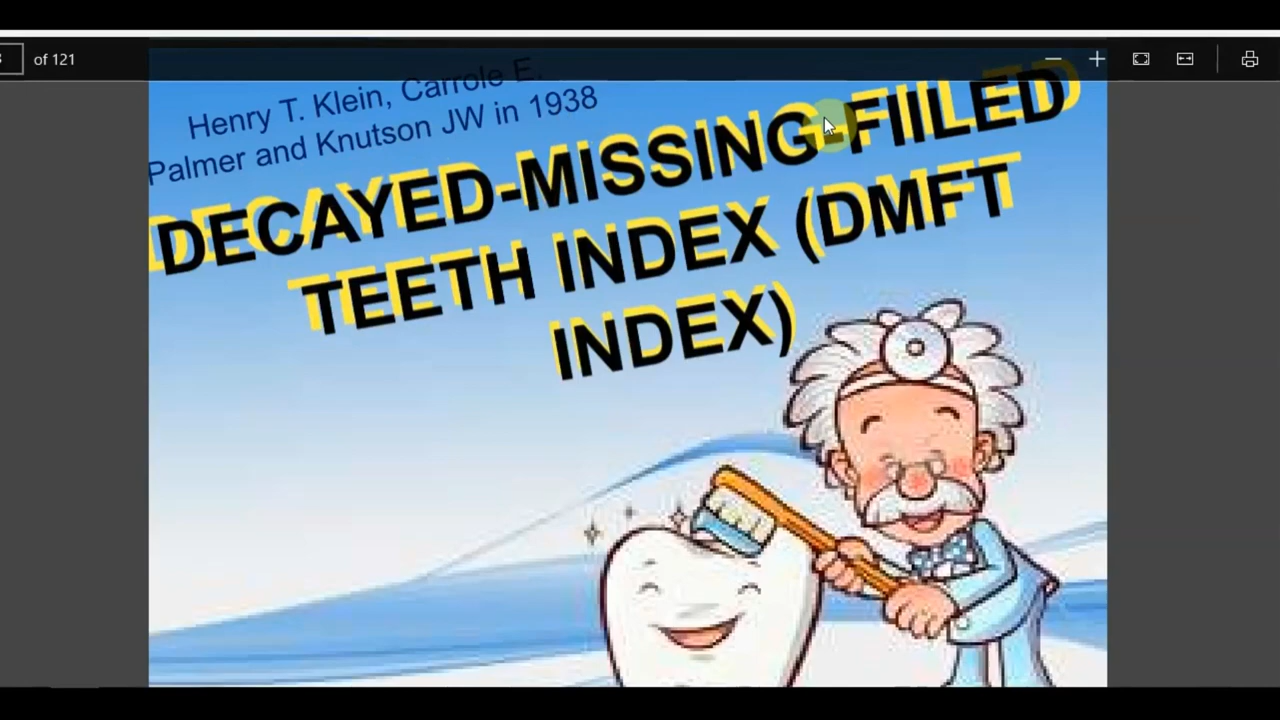 of 121
Henry T. Klein, Carrole E.
Palmer and Knutson JW in 1938
DECAYED-MISSING-FIILED
TEETH INDEX (DMFT
INDEX)